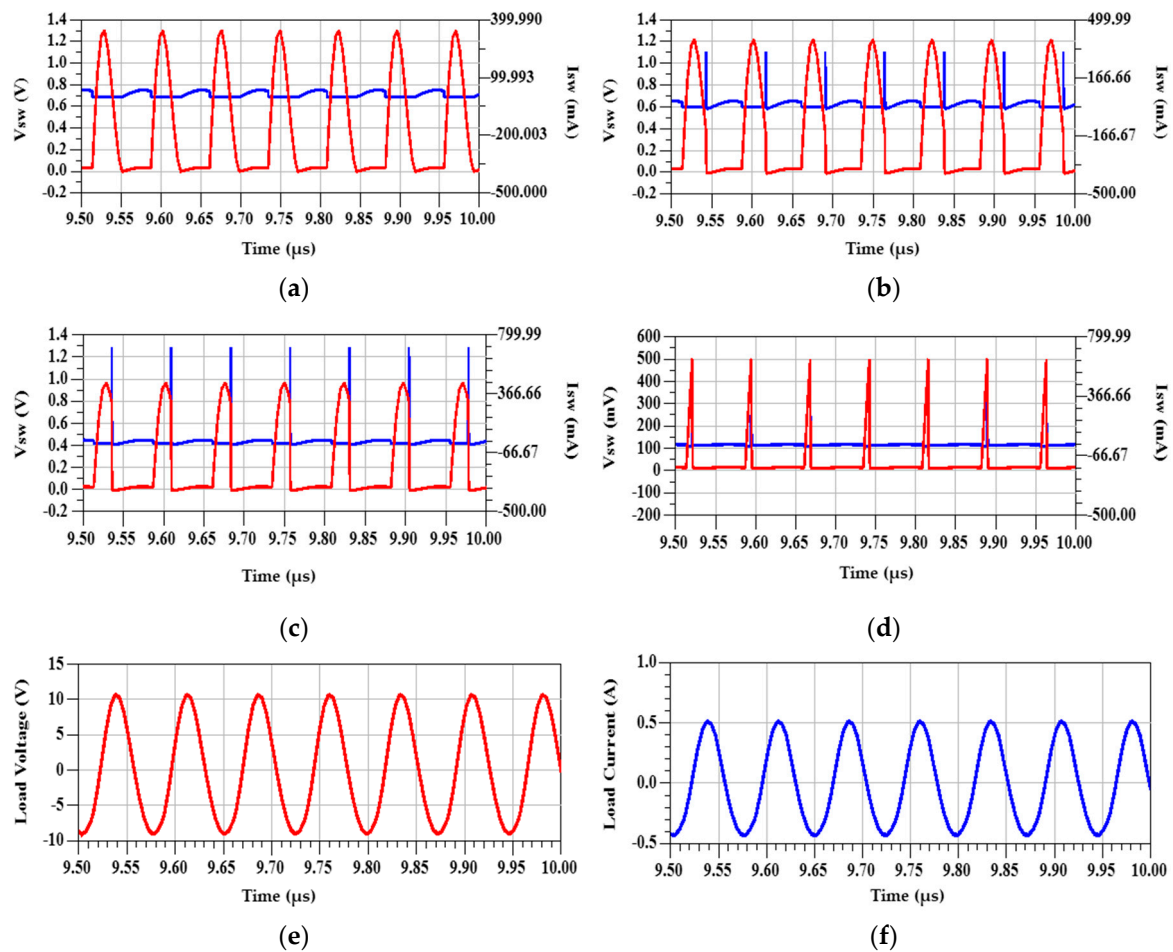 Vsw (V)
1.4
1.2
1.0
0.8
0.6
0.4
0.2
0.0
-0.2
399.990
99.993
-200.003
-500.000
Isw (mA)
9.50 9.55 9.60 9.65 9.70 9.75 9.80 9.85 9.90 9.95 10.00
Time (µs)
(a)
Vsw (V)
1.4
1.2
1.0
0.8
0.6
0.4
0.2
0.0
-0.2
499.99
166.66
-166.67
-500.00
Isw (mA)
9.50 9.55 9.60 9.65 9.70 9.75 9.80 9.85 9.90 9.95 10.00
Time (µs)
(b)
Vsw (V)
1.4
1.2
1.0
0.8
0.6
0.4
0.2
0.0
-0.2
799.99
366.66
-66.67
-500.00
Isw (mA)
9.50 9.55 9.60 9.65 9.70 9.75 9.80 9.85 9.90 9.95 10.00
Time (µs)
(c)
Vsw (mV)
600
500
400
300
200
100
0
-100
-200
799.99
366.66
-66.67
-500.00
Isw (mA)
9.50 9.55 9.60 9.65 9.70 9.75 9.80 9.85 9.90 9.95 10.00
Time (µs)
(d)
Load Voltage (V)
15
10
5
0
-5
-10
9.50 9.55 9.60 9.65 9.70 9.75 9.80 9.85 9.90 9.95 10.00
Time (µs)
(e)
Load Current (A)
1.0
0.5
0.0
-0.5
9.50 9.55 9.60 9.65 9.70 9.75 9.80 9.85 9.90 9.95 10.00
Time (µs)
(f)